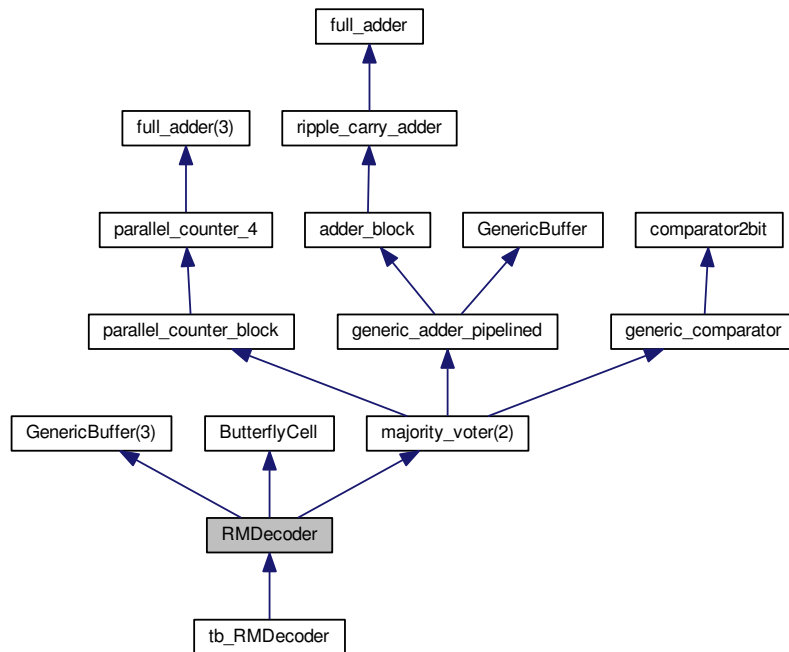 full_adder
full_adder(3)
ripple_carry_adder
parallel_counter_4
adder_block
GenericBuffer
comparator2bit
parallel_counter_block
generic_adder_pipelined
generic_comparator
GenericBuffer(3)
ButterflyCell
majority_voter(2)
RMDecoder
tb_RMDecoder